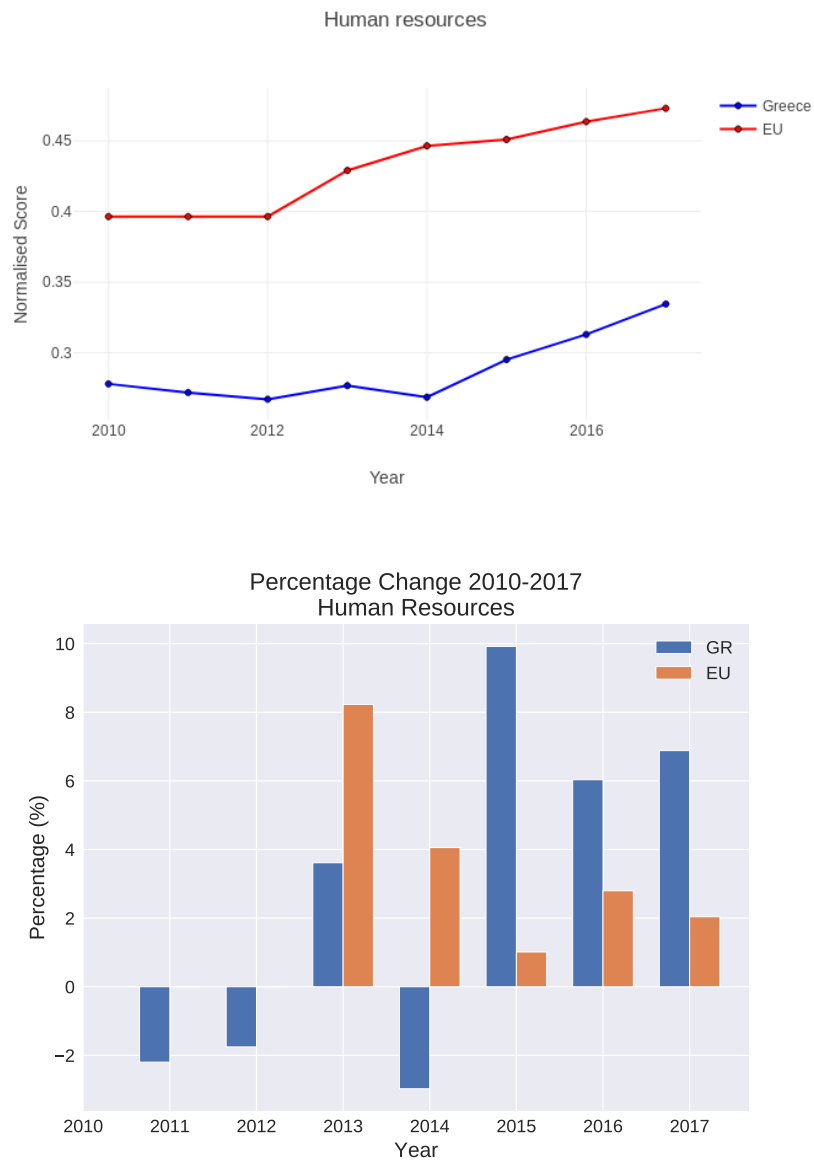 Human resources
Greece
EU
0.45
0.4
0.35
0.3
Normalised Score
2010 2012 2014 2016
Year
Percentage Change 2010-2017
Human Resources
GR
EU
10
8
6
4
2
0
−2
Percentage (%)
2010 2011 2012 2013 2014 2015 2016 2017
Year